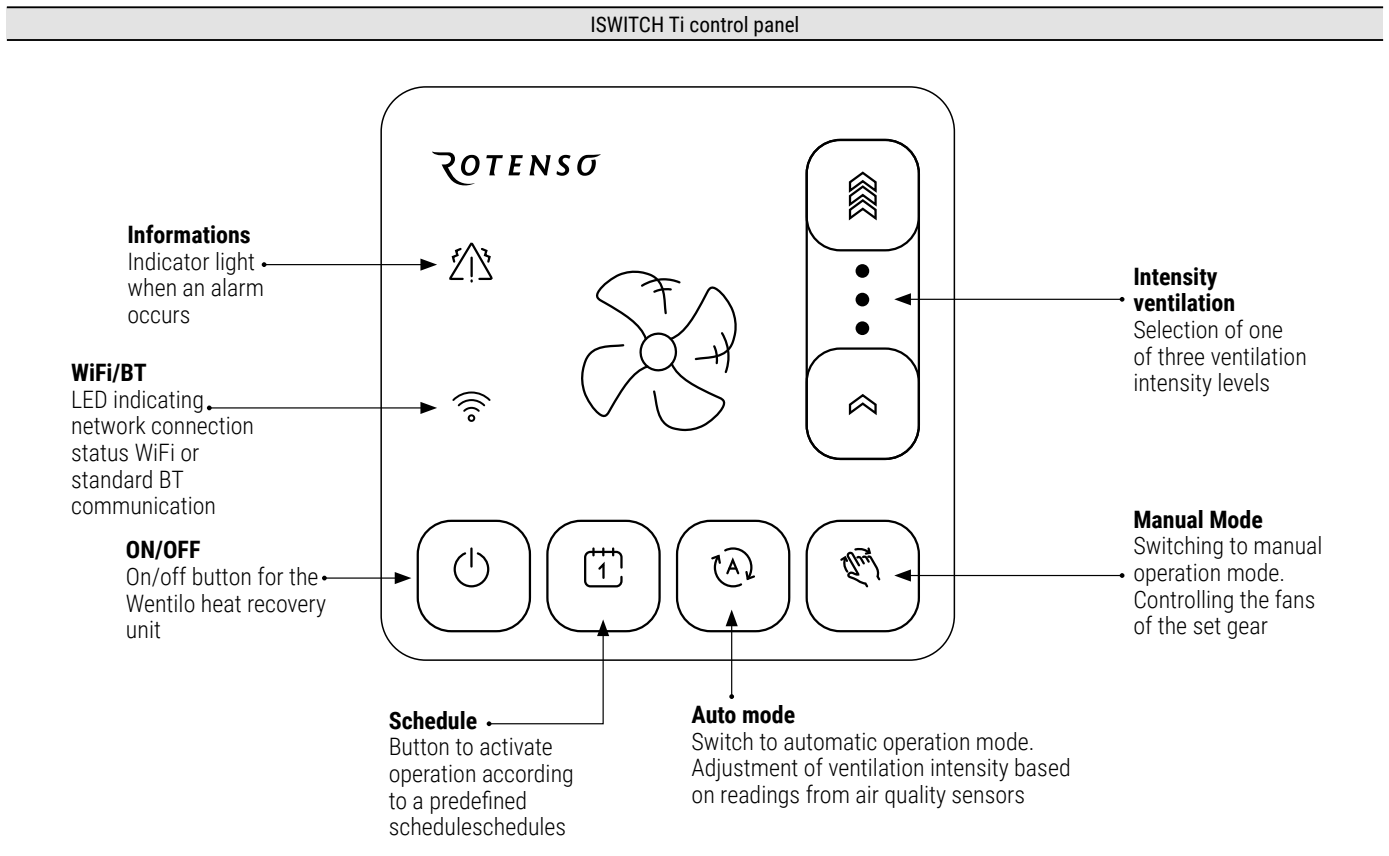 ISWITCH Ti control panel
ROTENSO
Informations
Indicator light
when an alarm
occurs
WiFi/BT
LED indicating
network connection
status WiFi or
standard BT
communication
ON/OFF
On/off button for the
Wentilo heat recovery
unit
Intensity
ventilation
Selection of one
of three ventilation
intensity levels
Manual Mode
Switching to manual
operation mode.
Controlling the fans
of the set gear
1
A
Schedule
Button to activate
operation according
to a predefined
scheduleschedules
Auto mode
Switch to automatic operation mode.
Adjustment of ventilation intensity based
on readings from air quality sensors